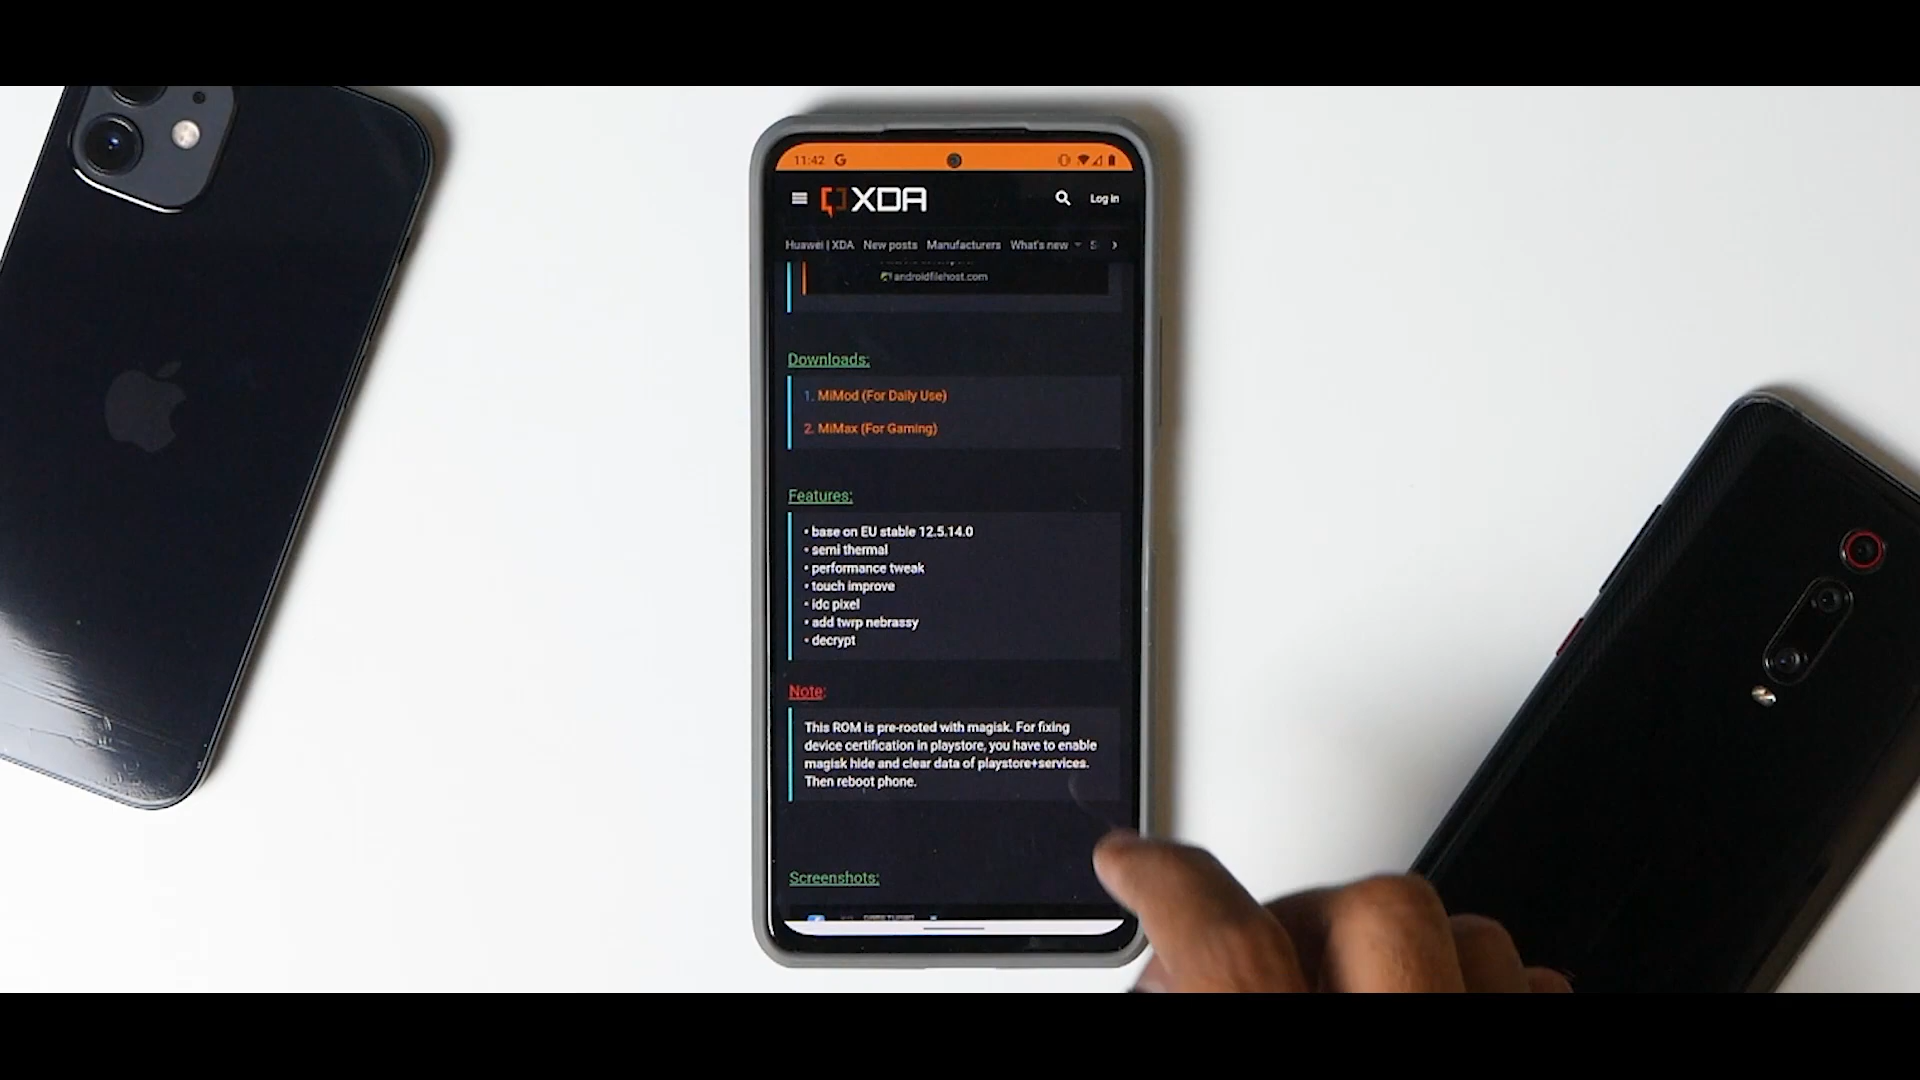 11:42 G
XDA
Log in
Huawei | XDA New posts Manufacturers What's new
androidfilehost.com
Downloads:
1. MiMod (For Daily Use)
2. MiMax (For Gaming)
Features:
• base on EU stable 12.5.14.0
• semi thermal
• performance tweak
• touch improve
• idc pixel
• add twrp nebrassy
• decrypt
Note:
This ROM is pre-rooted with magisk. For fixing
device certification in playstore, you have to enable
magisk hide and clear data of playstore+services.
Then reboot phone.
Screenshots: